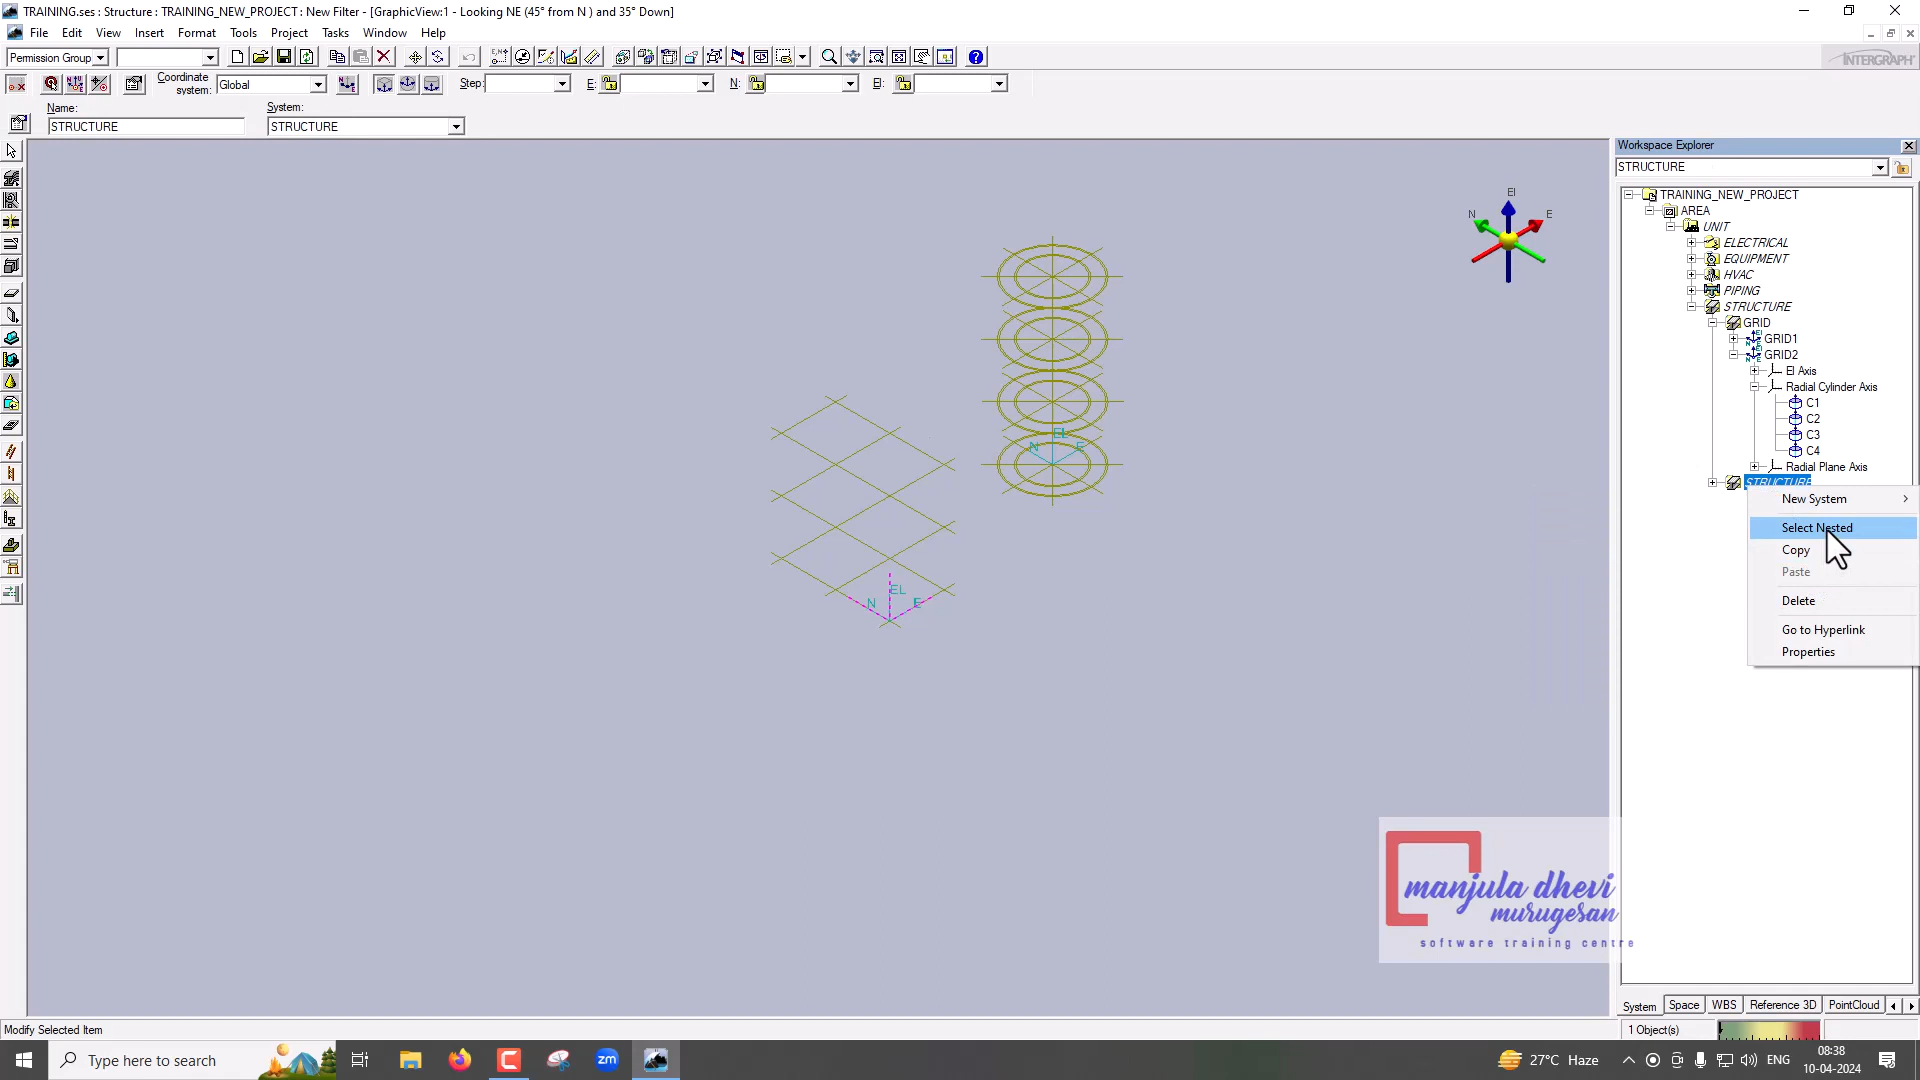 TRAINING.ses : Structure : TRAINING_NEW_PROJECT : New Filter - [GraphicView:1 - Looking NE (45° from N ) and 35° Down]
File Edit View Insert Format Tools Project Tasks Window Help
Permission Group
INTERGRAPH
Coordinate system: Global Step: E: N: El:
Name: System:
STRUCTURE STRUCTURE
Workspace Explorer
STRUCTURE
TRAINING_NEW_PROJECT
AREA
UNIT
ELECTRICAL
EQUIPMENT
HVAC
PIPING
STRUCTURE
GRID
GRID1
GRID2
El Axis
Radial Cylinder Axis
C1
C2
C3
C4
Radial Plane Axis
STRUCTURE
New System
Select Nested
Copy
Paste
Delete
Go to Hyperlink
Properties
El
N E
EL
N E
EL
N E
manjula dhevi
murugesan
software training centre
System Space WBS Reference 3D PointCloud
Modify Selected Item
1 Object(s)
Type here to search
zm
27°C Haze
ENG
08:38
10-04-2024